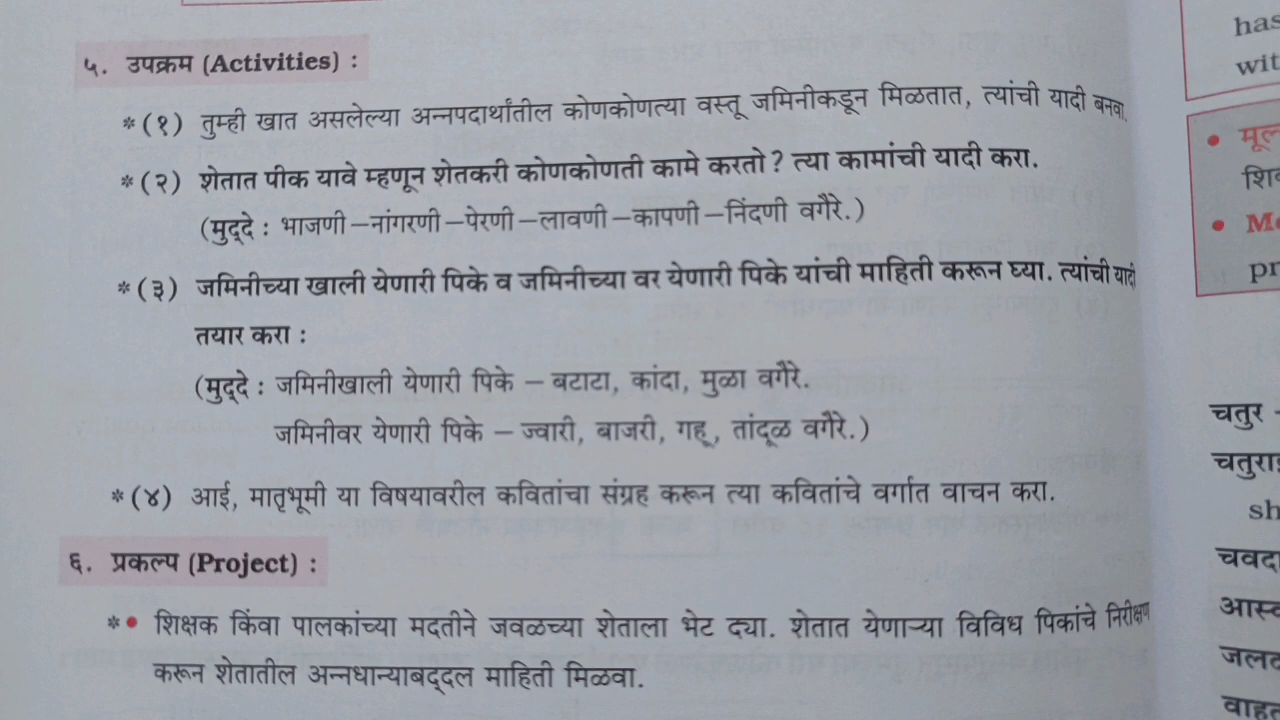 ५. उपक्रम (Activities) :
* (१) तुम्ही खात असलेल्या अन्नपदार्थांतील कोणकोणत्या वस्तू जमिनीकडून मिळतात, त्यांची यादी बनवा.
* (२) शेतात पीक यावे म्हणून शेतकरी कोणकोणती कामे करतो? त्या कामांची यादी करा.
(मुद्दे : भाजणी – नांगरणी – पेरणी – लावणी – कापणी – निंदणी वगैरे.)
* (३) जमिनीच्या खाली येणारी पिके व जमिनीच्या वर येणारी पिके यांची माहिती करून घ्या. त्यांची यादी
तयार करा :
(मुद्दे : जमिनीखाली येणारी पिके – बटाटा, कांदा, मुळा वगैरे.
जमिनीवर येणारी पिके – ज्वारी, बाजरी, गहू, तांदूळ वगैरे.)
* (४) आई, मातृभूमी या विषयावरील कवितांचा संग्रह करून त्या कवितांचे वर्गात वाचन करा.
६. प्रकल्प (Project) :
* • शिक्षक किंवा पालकांच्या मदतीने जवळच्या शेताला भेट द्या. शेतात येणाऱ्या विविध पिकांचे निरीक्षण
करून शेतातील अन्नधान्याबद्दल माहिती मिळवा.
has
wit
•
•
pr
चतुर
sh